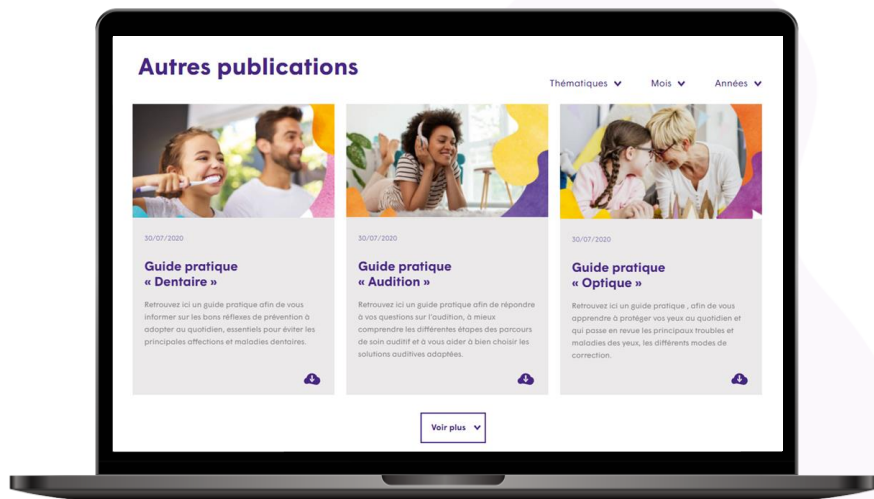 Autres publications
Thématiques
Mois
Années
30/07/2020
Guide pratique
« Dentaire »
Retrouvez ici un guide pratique afin de vous
informer sur les bons réflexes de prévention à
adopter au quotidien, essentiels pour éviter les
principales affections et maladies dentaires.
30/07/2020
Guide pratique
« Audition »
Retrouvez ici un guide pratique afin de répondre
à vos questions sur l'audition, à mieux
comprendre les différentes étapes des parcours
de soin auditif et à vous aider à bien choisir les
solutions auditives adaptées.
30/07/2020
Guide pratique
« Optique »
Retrouvez ici un guide pratique , afin de vous
apprendre à protéger vos yeux au quotidien et
qui passe en revue les principaux troubles et
maladies des yeux, les différents modes de
correction.
Voir plus